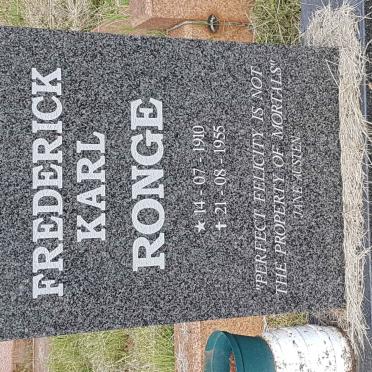 FREDERICK
KARL
RONGE
★ 14 - 07 - 1910
✝ 21 - 08 - 1955
"PERFECT FELICITY IS NOT
THE PROPERTY OF MORTALS"
JANE AUSTEN